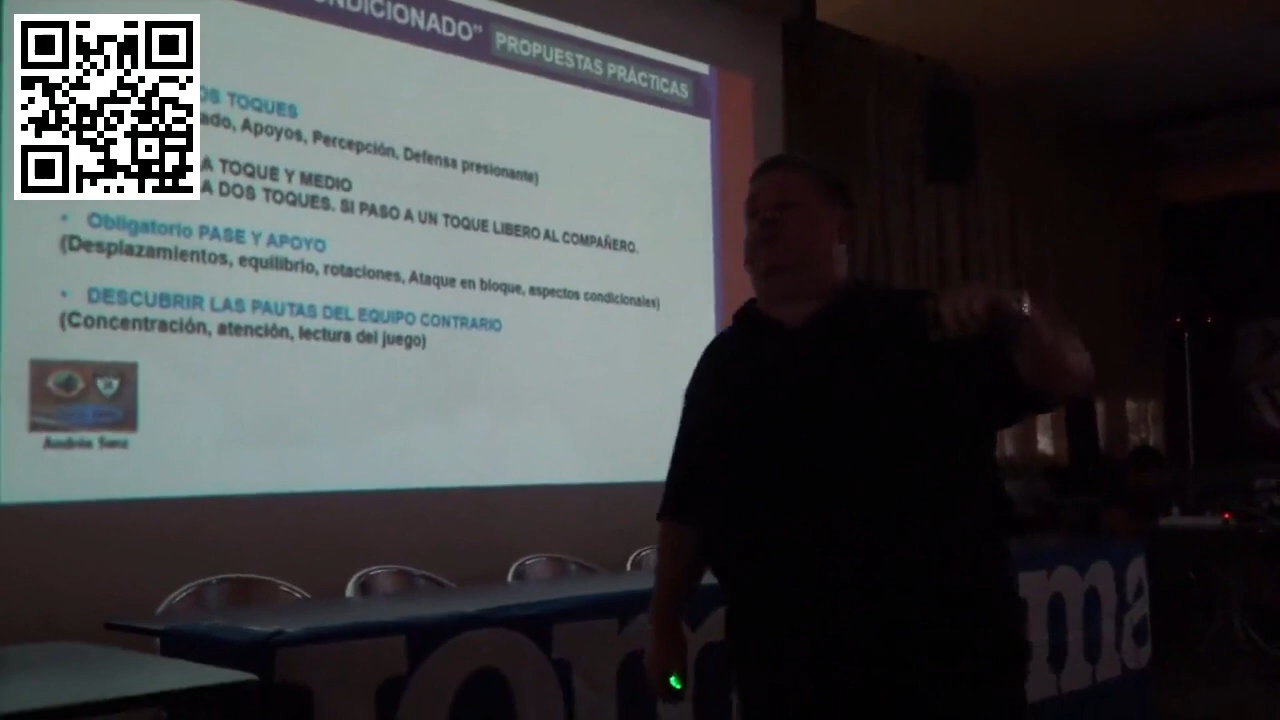 NDICIONADO" PROPUESTAS PRÁCTICAS
OS TOQUES
ado, Apoyos, Percepción, Defensa presionante)
A TOQUE Y MEDIO
A DOS TOQUES. SI PASO A UN TOQUE LIBERO AL COMPAÑERO.
• Obligatorio PASE Y APOYO
(Desplazamientos, equilibrio, rotaciones, Ataque en bloque, aspectos condicionales)
• DESCUBRIR LAS PAUTAS DEL EQUIPO CONTRARIO
(Concentración, atención, lectura del juego)
Andrés Sanz
Jom
ma